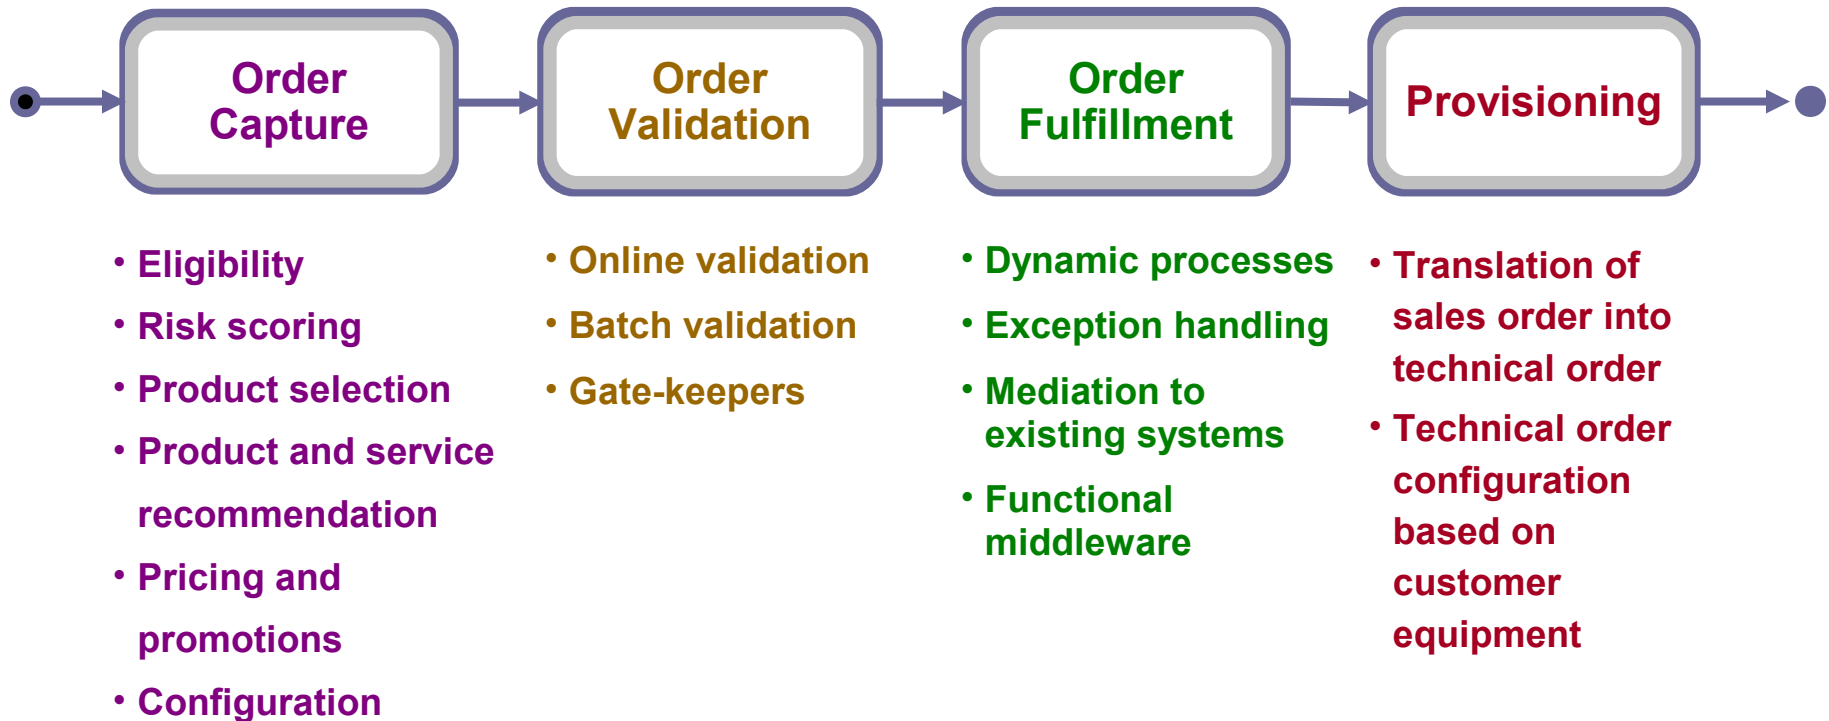 Order
Capture
Order
Validation
Order
Fulfillment
Provisioning
• Eligibility
• Risk scoring
• Product selection
• Product and service
recommendation
• Pricing and
promotions
• Configuration
• Online validation
• Batch validation
• Gate-keepers
• Dynamic processes
• Exception handling
• Mediation to
existing systems
• Functional
middleware
• Translation of
sales order into
technical order
• Technical order
configuration
based on
customer
equipment